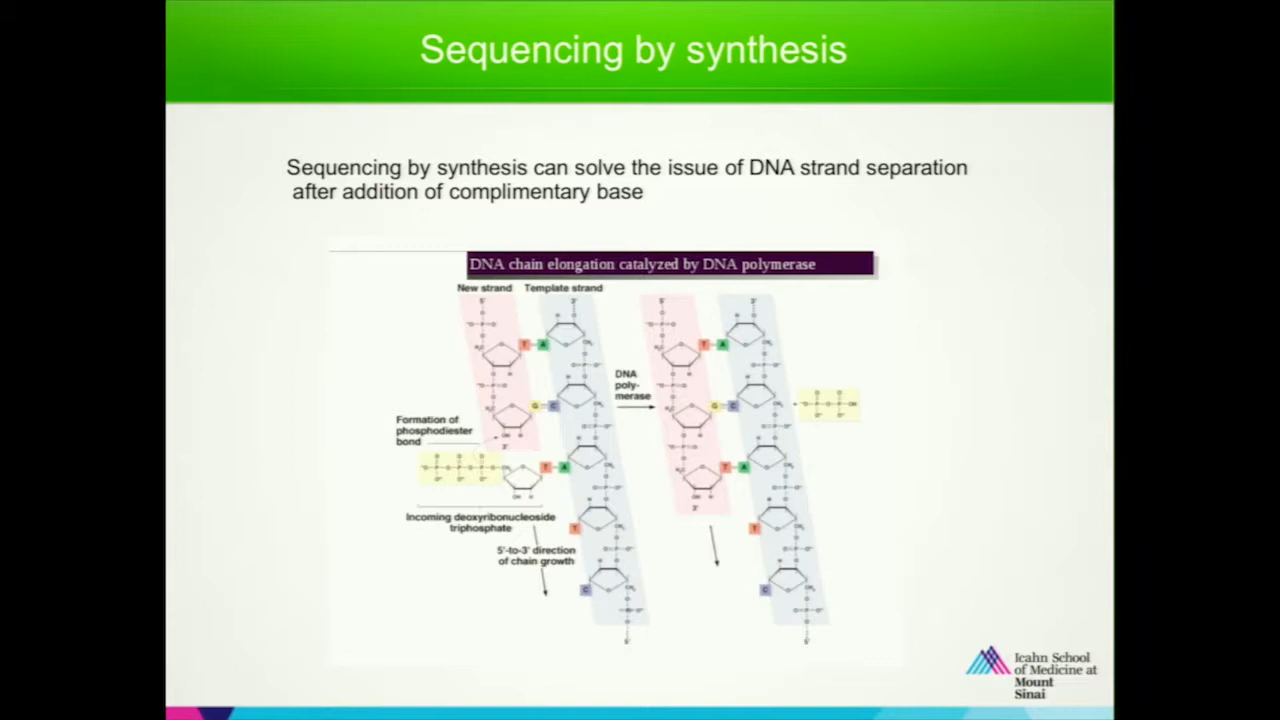 Sequencing by synthesis
Sequencing by synthesis can solve the issue of DNA strand separation
after addition of complimentary base
DNA chain elongation catalyzed by DNA polymerase
New strand Template strand
DNA
poly-
merase
Formation of
phosphodiester
bond
Incoming deoxyribonucleoside
triphosphate
5'-to-3' direction
of chain growth
T A
G C
T A
T
C
T A
G C
T A
T
C
Icahn School
of Medicine at
Mount
Sinai